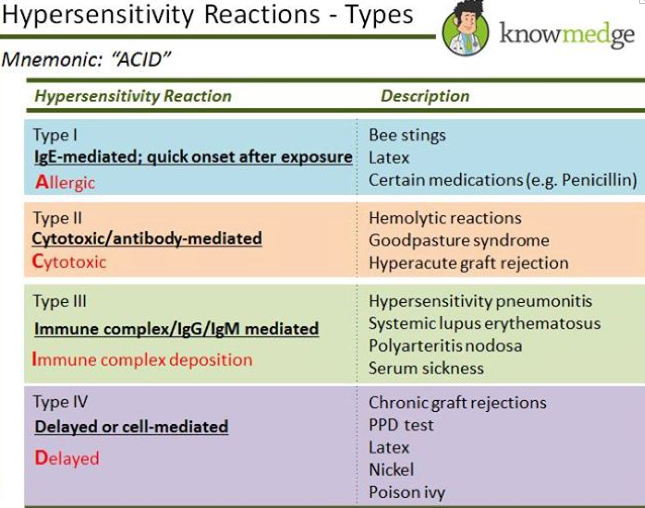 Hypersensitivity Reactions - Types
knowmedge
Mnemonic: "ACID"
Hypersensitivity Reaction Description
Type I
IgE-mediated; quick onset after exposure
Allergic
Bee stings
Latex
Certain medications (e.g. Penicillin)
Type II
Cytotoxic/antibody-mediated
Cytotoxic
Hemolytic reactions
Goodpasture syndrome
Hyperacute graft rejection
Type III
Immune complex/IgG/IgM mediated
Immune complex deposition
Hypersensitivity pneumonitis
Systemic lupus erythematosus
Polyarteritis nodosa
Serum sickness
Type IV
Delayed or cell-mediated
Delayed
Chronic graft rejections
PPD test
Latex
Nickel
Poison ivy